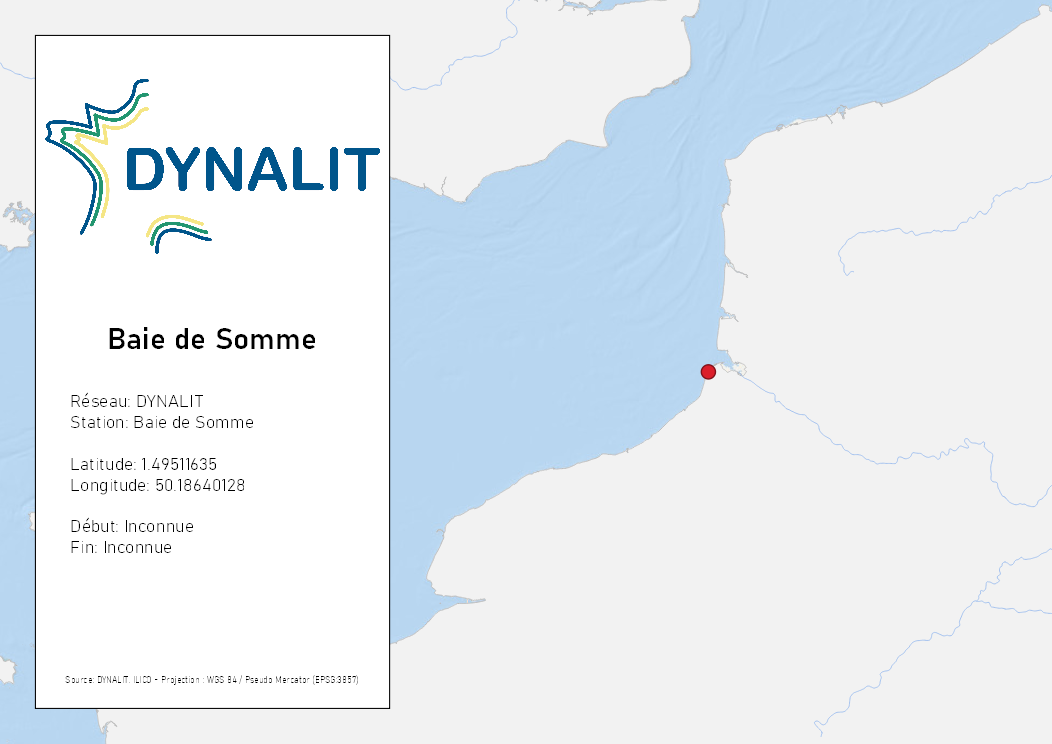 DYNALIT
Baie de Somme
Réseau: DYNALIT
Station: Baie de Somme
Latitude: 1.49511635
Longitude: 50.18640128
Début: Inconnue
Fin: Inconnue
Source: DYNALIT, ILICO - Projection : WGS 84 / Pseudo Mercator (EPSG:3857)